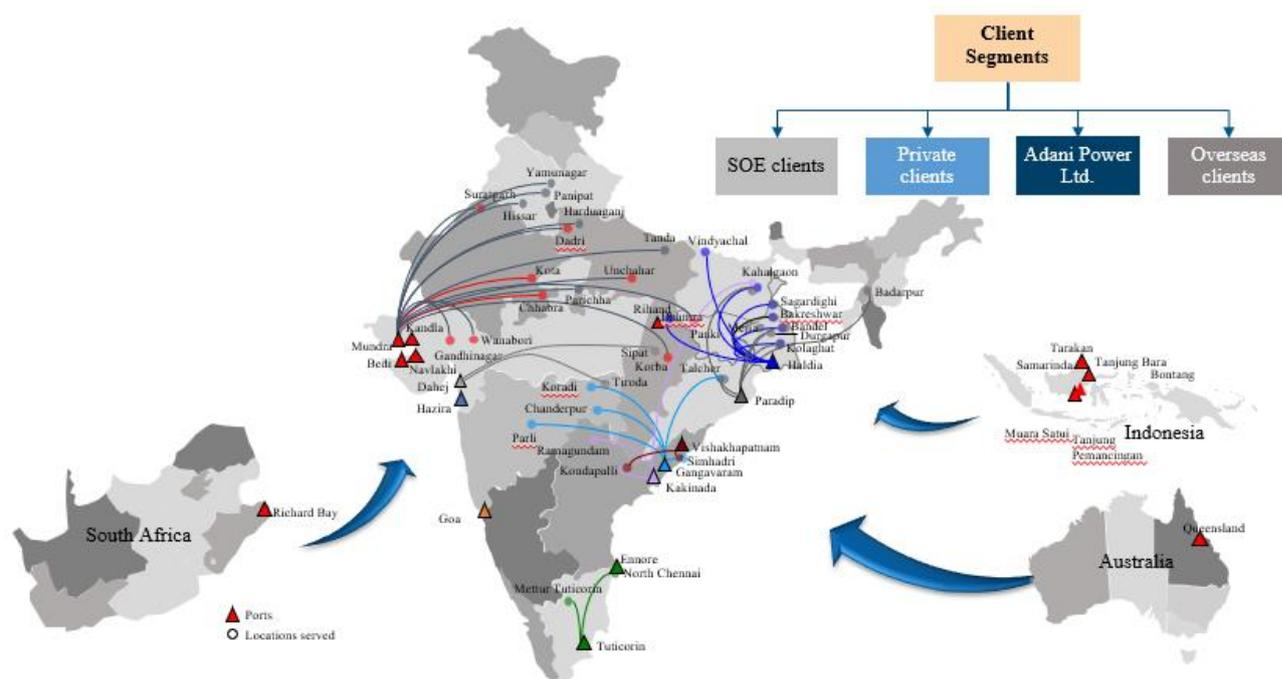 Client
Segments
SOE clients
Private
clients
Adani Power
Ltd.
Overseas
clients
Yamunagar
Suratgarh
Panipat
Hissar
Harduaganj
Dadri
Tanda
Vindyachal
Kota
Unchahar
Kahalgaon
Chhabra
Parichha
Sagardighi
Badarpur
Rihand
Bakreshwar
Kandla
Mejia
Bandel
Panki
Durgapur
Mundra
Wanabori
Kolaghat
Gandhinagar
Sipat
Bedi
Navlakhi
Korba
Talcher
Haldia
Dahej
Koradi
Tiroda
Hazira
Paradip
Chanderpur
Parli
Ramagundam
Vishakhapatnam
Simhadri
Kondapalli
Gangavaram
Kakinada
Goa
Ennore
North Chennai
Mettur Tuticorin
Tuticorin
Tarakan
Samarinda
Tanjung Bara
Bontang
Muara Satui
Tanjung
Pemancingan
Indonesia
South Africa
Richard Bay
Queensland
Australia
Ports
Locations served